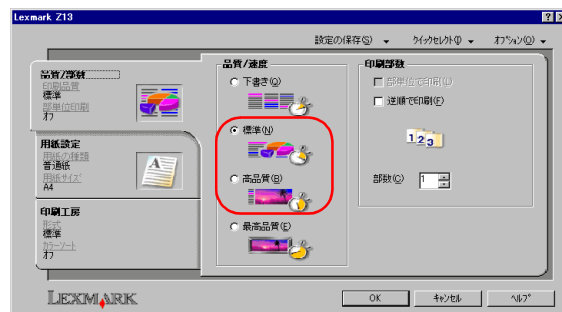 Lexmark Z13
設定の保存(S)
クイックセレクト(I)
オプション(O)
品質/部数
印刷品質
標準
部単位印刷
オフ
用紙設定
用紙の種類
普通紙
用紙サイズ
A4
印刷工房
形式
標準
カラーソート
オフ
品質/速度
下書き(Q)
標準(N)
高品質(B)
最高品質(E)
印刷部数
部単位で印刷(U)
逆順で印刷(F)
1 2 3
部数(C)
1
LEXMARK
OK
キャンセル
ヘルプ